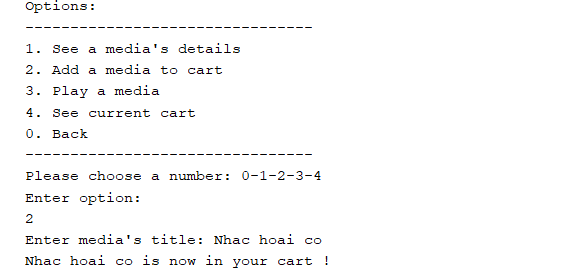 Options:
--------------------------------
1. See a media's details
2. Add a media to cart
3. Play a media
4. See current cart
0. Back
--------------------------------
Please choose a number: 0-1-2-3-4
Enter option:
2
Enter media's title: Nhac hoai co
Nhac hoai co is now in your cart !